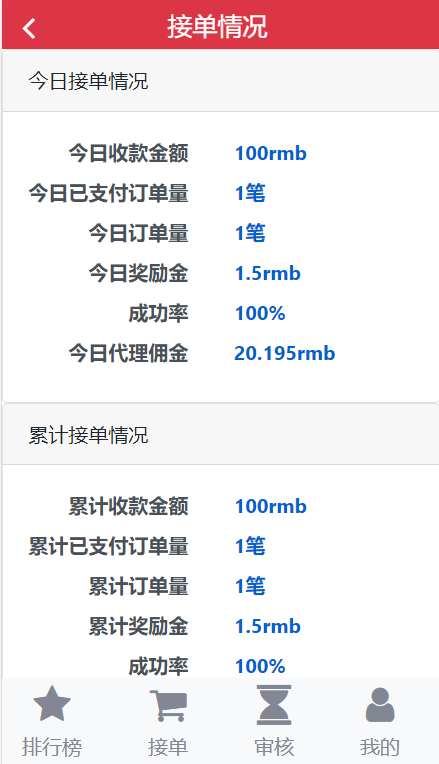 接单情况
今日接单情况
今日收款金额 100rmb
今日已支付订单量 1笔
今日订单量 1笔
今日奖励金 1.5rmb
成功率 100%
今日代理佣金 20.195rmb
累计接单情况
累计收款金额 100rmb
累计已支付订单量 1笔
累计订单量 1笔
累计奖励金 1.5rmb
成功率 100%
排行榜 接单 审核 我的